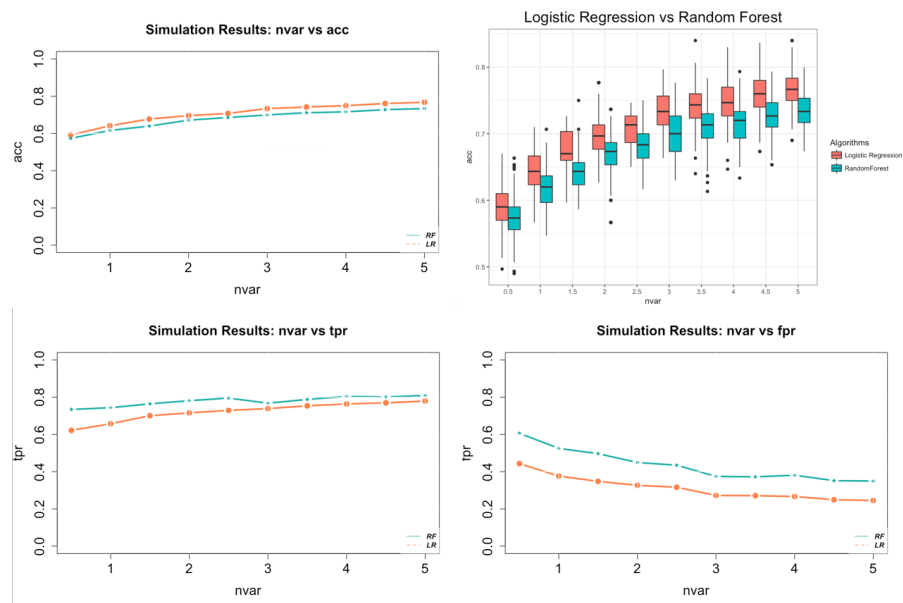 Simulation Results: nvar vs acc
acc
1.0
0.8
0.6
0.4
0.2
0.0
1 2 3 4 5
nvar
RF
LR
Logistic Regression vs Random Forest
acc
0.8
0.7
0.6
0.5
0.5 1 1.5 2 2.5 3 3.5 4 4.5 5
nvar
Algorithms
Logistic Regression
RandomForest
Simulation Results: nvar vs tpr
tpr
1.0
0.8
0.6
0.4
0.2
0.0
1 2 3 4 5
nvar
RF
LR
Simulation Results: nvar vs fpr
fpr
1.0
0.8
0.6
0.4
0.2
0.0
1 2 3 4 5
nvar
RF
LR